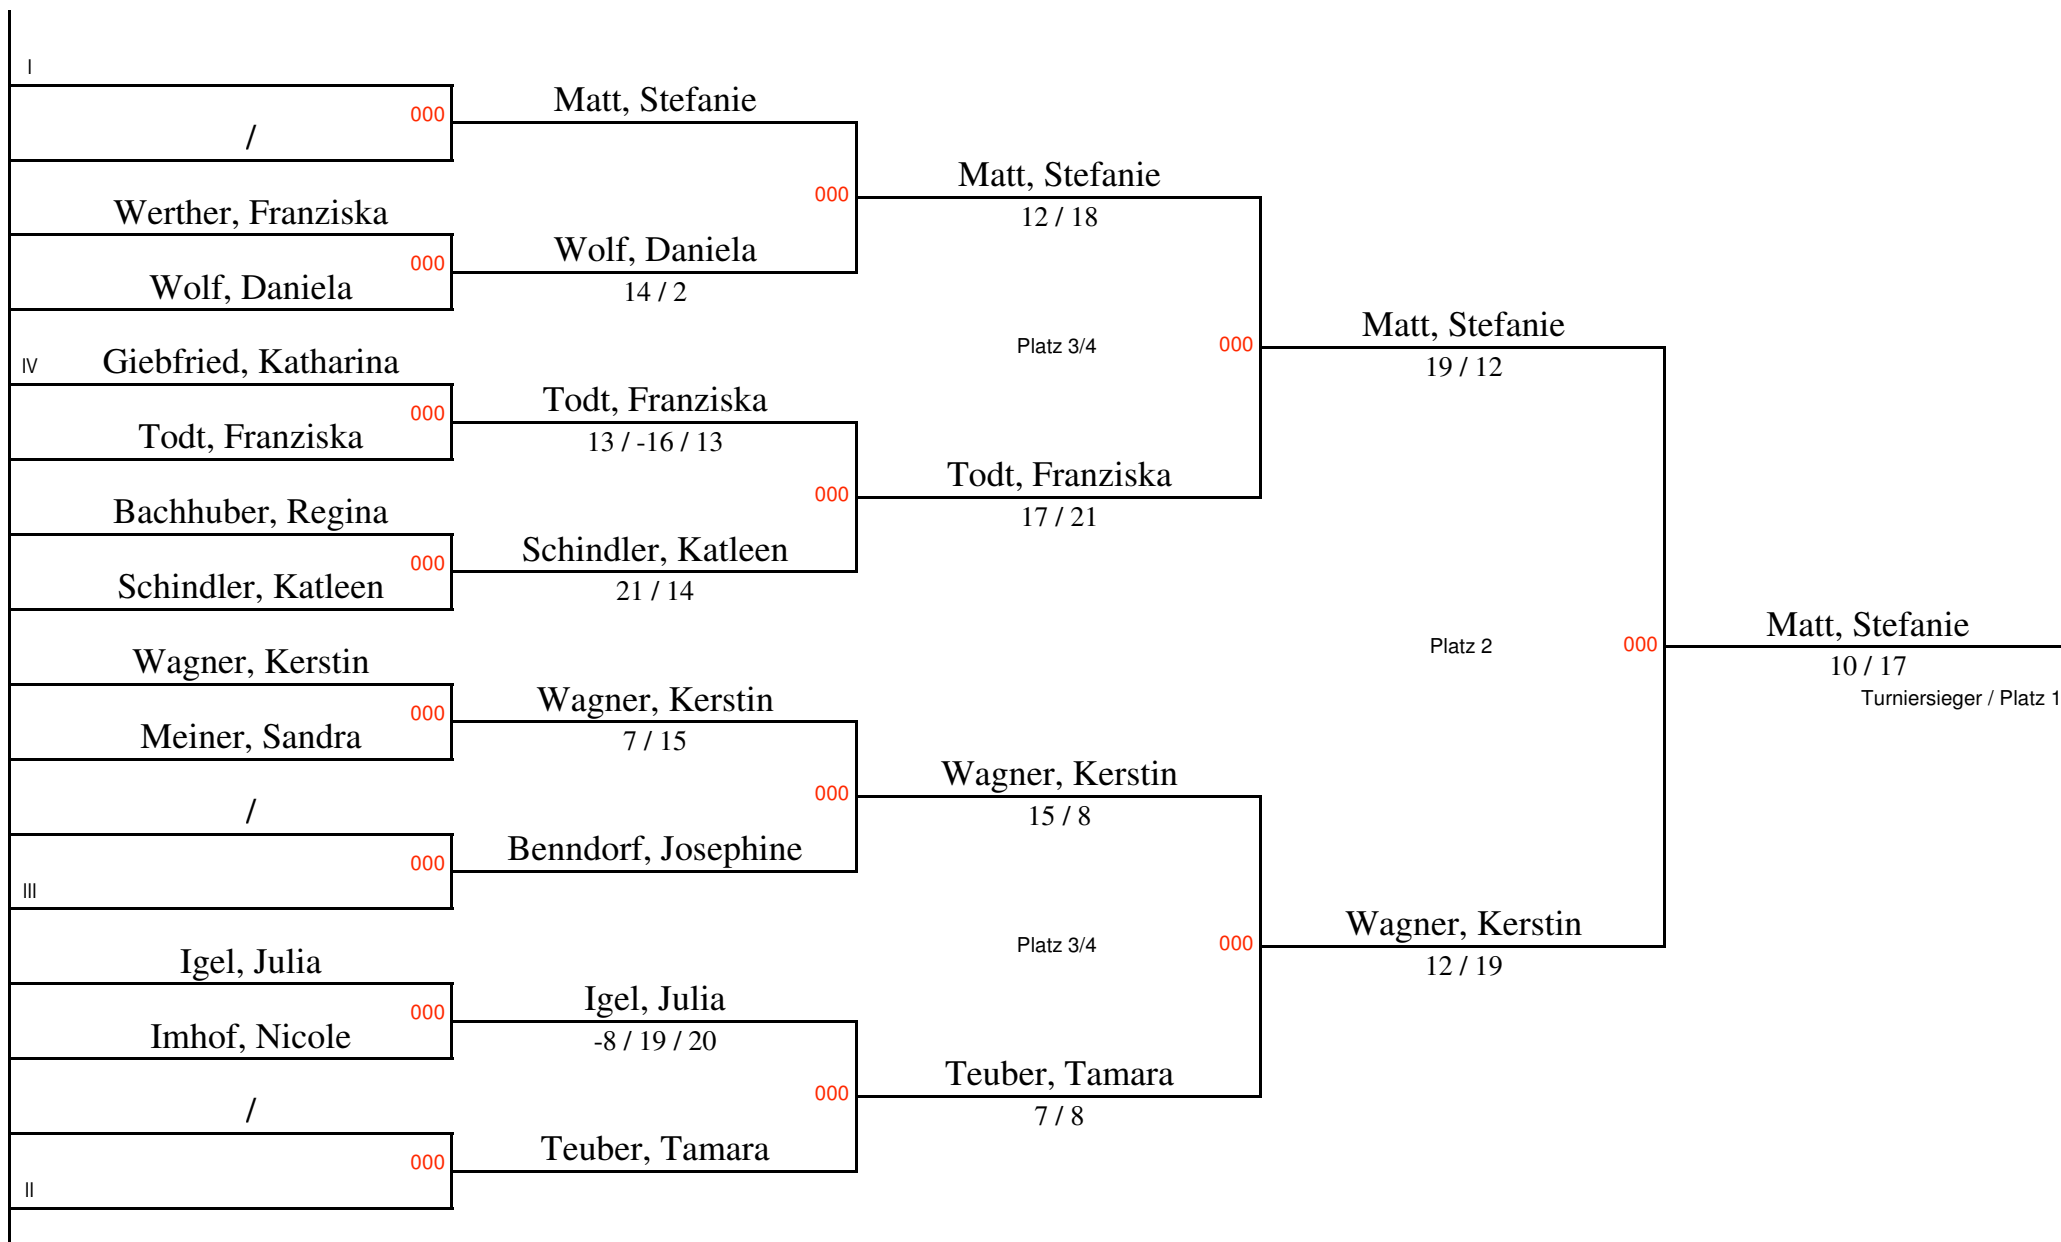 I
000
/
Matt, Stefanie
Werther, Franziska
000
Wolf, Daniela
Wolf, Daniela
14 / 2
000
Matt, Stefanie
12 / 18
IV
Giebfried, Katharina
000
Todt, Franziska
Todt, Franziska
13 / -16 / 13
Bachhuber, Regina
000
Schindler, Katleen
Schindler, Katleen
21 / 14
000
Todt, Franziska
17 / 21
Platz 3/4
000
Matt, Stefanie
19 / 12
Wagner, Kerstin
000
Meiner, Sandra
Wagner, Kerstin
7 / 15
/
000
III
Benndorf, Josephine
000
Wagner, Kerstin
15 / 8
Igel, Julia
000
Imhof, Nicole
Igel, Julia
-8 / 19 / 20
/
000
II
Teuber, Tamara
000
Teuber, Tamara
7 / 8
Platz 3/4
000
Wagner, Kerstin
12 / 19
Platz 2
000
Matt, Stefanie
10 / 17
Turniersieger / Platz 1